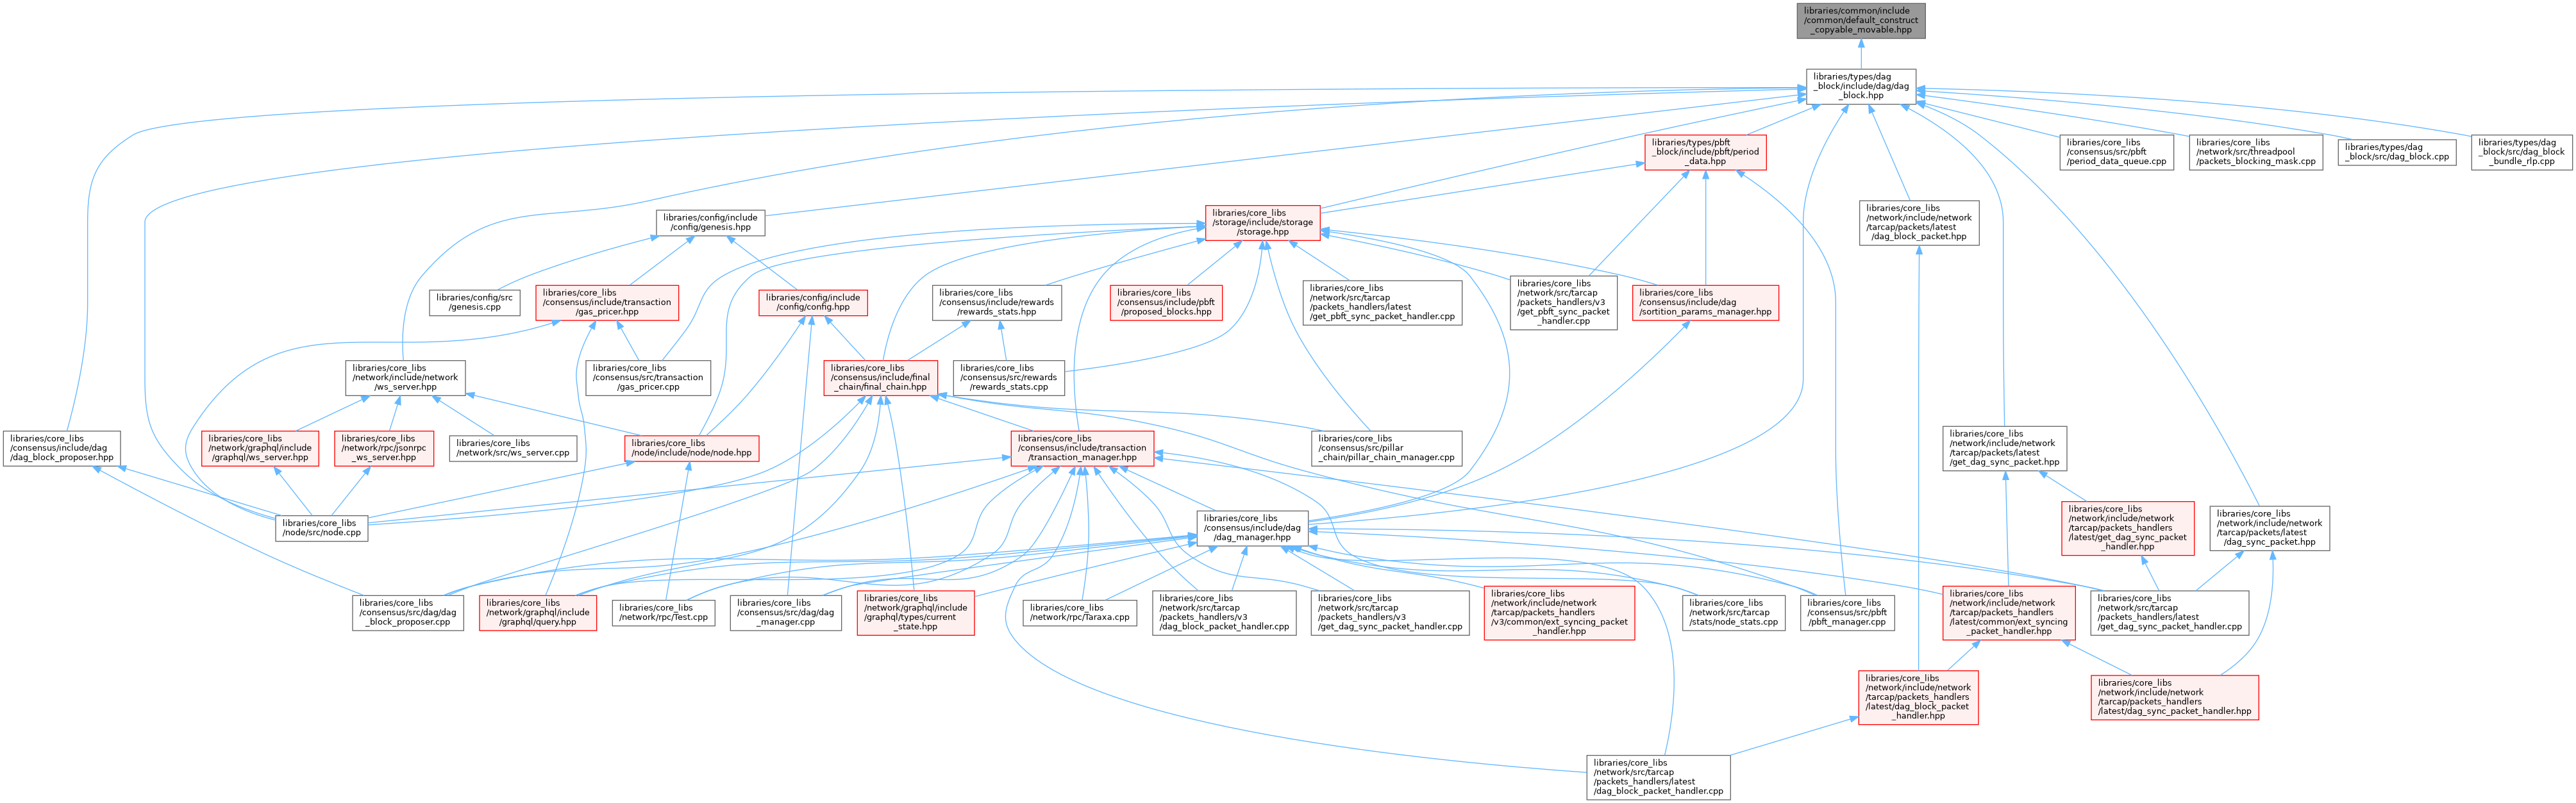 libraries/common/include
/common/default_construct
_copyable_movable.hpp
libraries/types/dag
_block/include/dag/dag
_block.hpp
libraries/types/pbft
_block/include/pbft/period
_data.hpp
libraries/core_libs
/consensus/src/pbft
/period_data_queue.cpp
libraries/core_libs
/network/src/threadpool
/packets_blocking_mask.cpp
libraries/types/dag
_block/src/dag_block.cpp
libraries/types/dag
_block/src/dag_block
_bundle_rlp.cpp
libraries/config/include
/config/genesis.hpp
libraries/core_libs
/storage/include/storage
/storage.hpp
libraries/core_libs
/network/include/network
/tarcap/packets/latest
/dag_block_packet.hpp
libraries/config/src
/genesis.cpp
libraries/core_libs
/consensus/include/transaction
/gas_pricer.hpp
libraries/config/include
/config/config.hpp
libraries/core_libs
/consensus/include/rewards
/rewards_stats.hpp
libraries/core_libs
/consensus/include/pbft
/proposed_blocks.hpp
libraries/core_libs
/network/src/tarcap
/packets_handlers/latest
/get_pbft_sync_packet_handler.cpp
libraries/core_libs
/network/src/tarcap
/packets_handlers/v3
/get_pbft_sync_packet
_handler.cpp
libraries/core_libs
/consensus/include/dag
/sortition_params_manager.hpp
libraries/core_libs
/network/include/network
/ws_server.hpp
libraries/core_libs
/consensus/src/transaction
/gas_pricer.cpp
libraries/core_libs
/consensus/include/final
_chain/final_chain.hpp
libraries/core_libs
/consensus/src/rewards
/rewards_stats.cpp
libraries/core_libs
/consensus/include/dag
/dag_block_proposer.hpp
libraries/core_libs
/network/graphql/include
/graphql/ws_server.hpp
libraries/core_libs
/network/rpc/jsonrpc
_ws_server.hpp
libraries/core_libs
/network/src/ws_server.cpp
libraries/core_libs
/node/include/node/node.hpp
libraries/core_libs
/consensus/include/transaction
/transaction_manager.hpp
libraries/core_libs
/consensus/src/pillar
_chain/pillar_chain_manager.cpp
libraries/core_libs
/network/include/network
/tarcap/packets/latest
/get_dag_sync_packet.hpp
libraries/core_libs
/node/src/node.cpp
libraries/core_libs
/consensus/include/dag
/dag_manager.hpp
libraries/core_libs
/network/include/network
/tarcap/packets_handlers
/latest/get_dag_sync_packet
_handler.hpp
libraries/core_libs
/network/include/network
/tarcap/packets/latest
/dag_sync_packet.hpp
libraries/core_libs
/consensus/src/dag/dag
_block_proposer.cpp
libraries/core_libs
/network/graphql/include
/graphql/query.hpp
libraries/core_libs
/network/rpc/Test.cpp
libraries/core_libs
/consensus/src/dag/dag
_manager.cpp
libraries/core_libs
/network/graphql/include
/graphql/types/current
_state.hpp
libraries/core_libs
/network/rpc/Taraxa.cpp
libraries/core_libs
/network/src/tarcap
/packets_handlers/v3
/dag_block_packet_handler.cpp
libraries/core_libs
/network/src/tarcap
/packets_handlers/v3
/get_dag_sync_packet_handler.cpp
libraries/core_libs
/network/include/network
/tarcap/packets_handlers
/v3/common/ext_syncing_packet
_handler.hpp
libraries/core_libs
/network/src/tarcap
/stats/node_stats.cpp
libraries/core_libs
/consensus/src/pbft
/pbft_manager.cpp
libraries/core_libs
/network/include/network
/tarcap/packets_handlers
/latest/common/ext_syncing
_packet_handler.hpp
libraries/core_libs
/network/src/tarcap
/packets_handlers/latest
/get_dag_sync_packet_handler.cpp
libraries/core_libs
/network/include/network
/tarcap/packets_handlers
/latest/dag_block_packet
_handler.hpp
libraries/core_libs
/network/include/network
/tarcap/packets_handlers
/latest/dag_sync_packet_handler.hpp
libraries/core_libs
/network/src/tarcap
/packets_handlers/latest
/dag_block_packet_handler.cpp